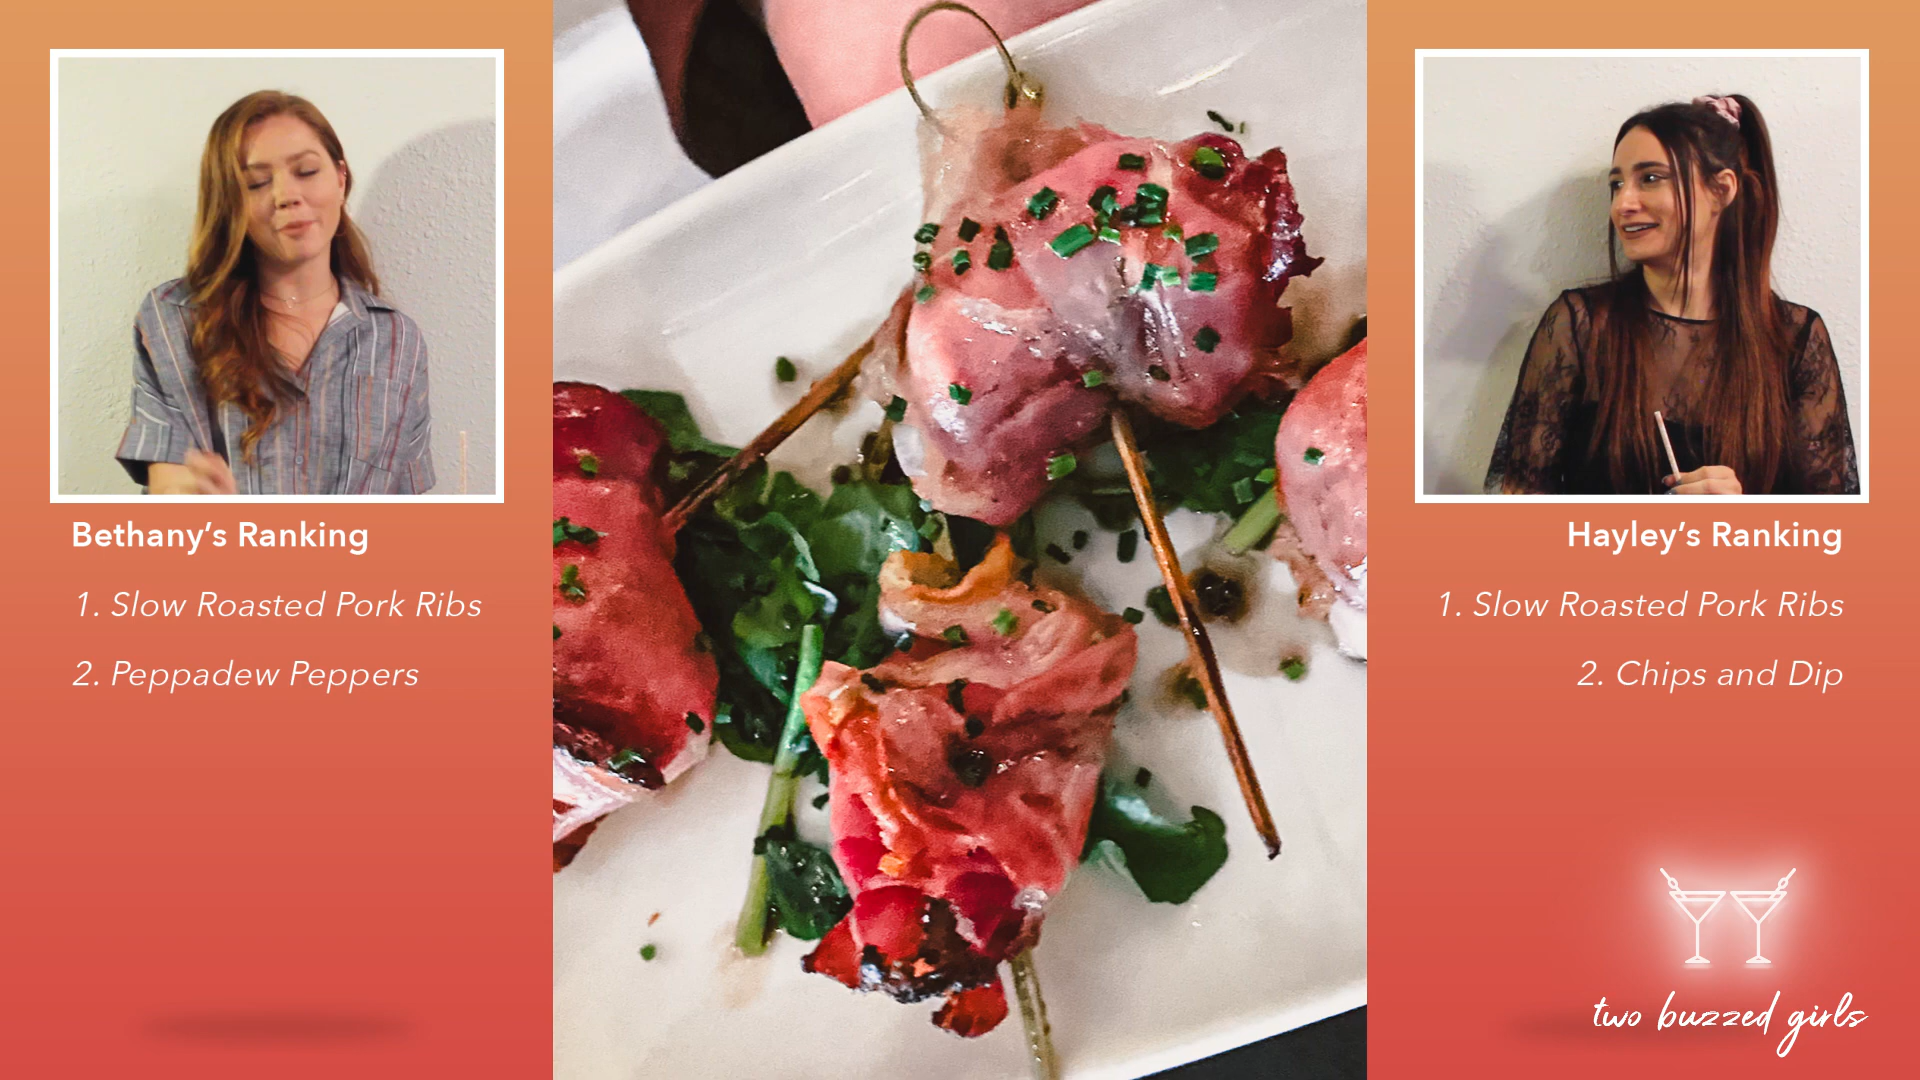 Bethany’s Ranking
1. Slow Roasted Pork Ribs
2. Peppadew Peppers
Hayley’s Ranking
1. Slow Roasted Pork Ribs
2. Chips and Dip
two buzzed girls